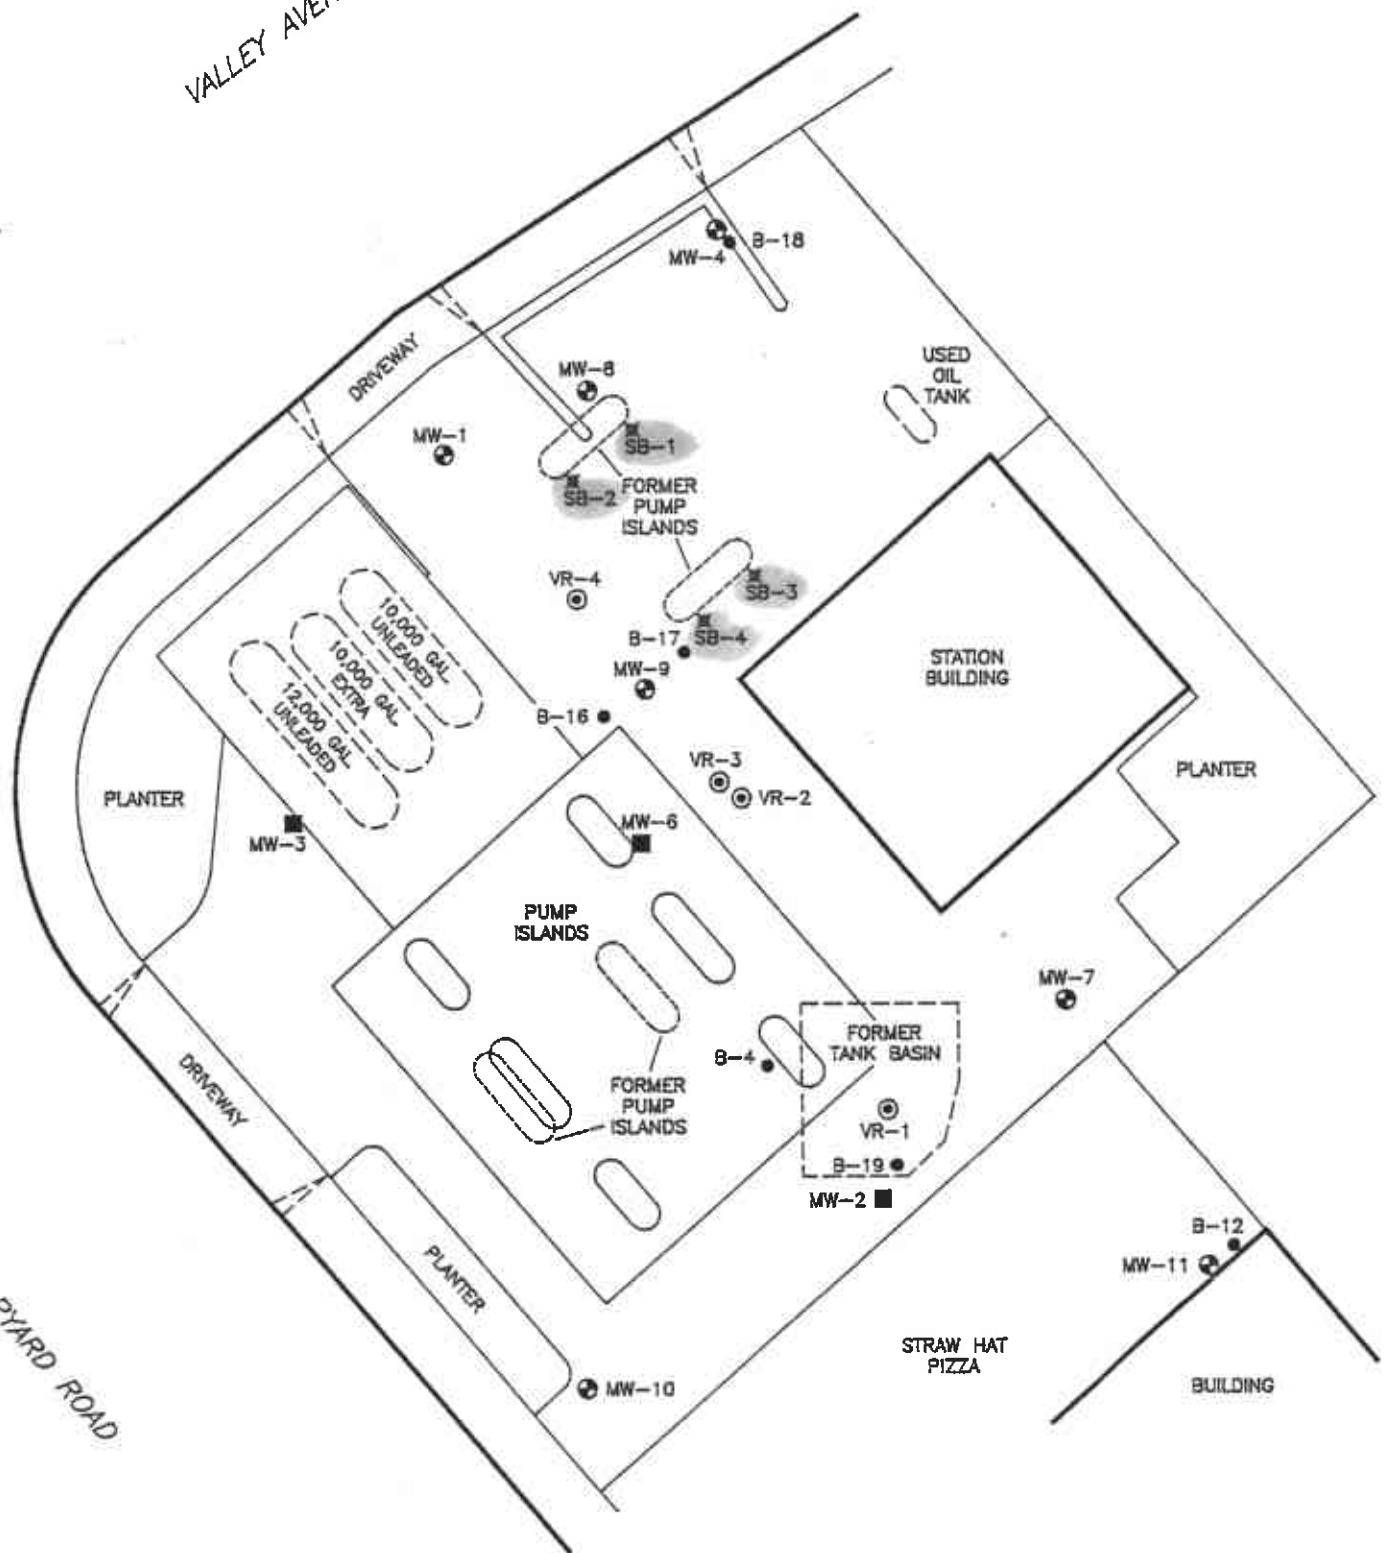 VALLEY
B-18
MW-4
DRIVEWAY
USED
OIL
TANK
MW-8
MW-1
SB-1
SB-2
FORMER
PUMP
ISLANDS
VR-4
SB-3
10,000 GAL.
UNLEADED
10,000 GAL.
EXTRA
12,000 GAL.
UNLEADED
B-17
SB-4
MW-9
STATION
BUILDING
B-16
VR-3
VR-2
PLANTER
PLANTER
MW-3
MW-6
PUMP
ISLANDS
MW-7
FORMER
TANK BASIN
B-4
DRIVEWAY
FORMER
PUMP
ISLANDS
VR-1
B-19
MW-2
B-12
MW-11
PLANTER
STRAW HAT
PIZZA
BUILDING
MW-10
ROAD